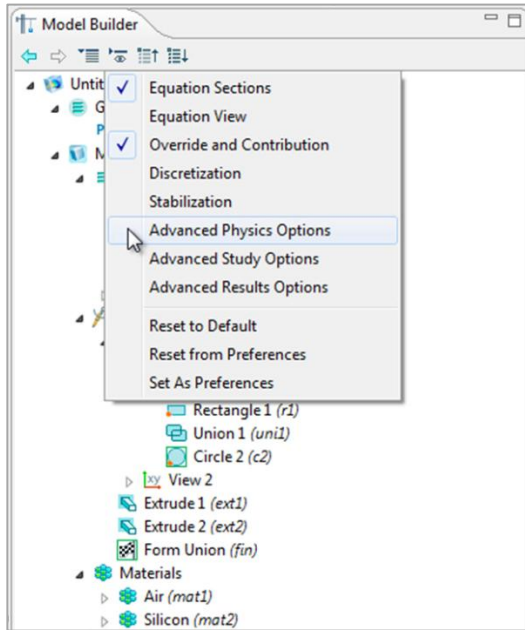 Model Builder
Untit
Equation Sections
G
Equation View
P
Override and Contribution
M
Discretization
Stabilization
Advanced Physics Options
Advanced Study Options
Advanced Results Options
Reset to Default
Reset from Preferences
Set As Preferences
Rectangle 1 (r1)
Union 1 (uni1)
Circle 2 (c2)
xy View 2
Extrude 1 (ext1)
Extrude 2 (ext2)
Form Union (fin)
Materials
Air (mat1)
Silicon (mat2)